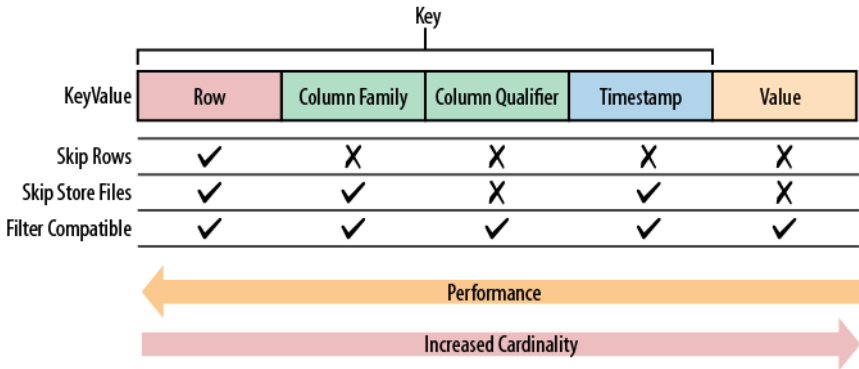 Key
KeyValue Row Column Family Column Qualifier Timestamp Value
Skip Rows ✓ X X X X
Skip Store Files ✓ ✓ X ✓ X
Filter Compatible ✓ ✓ ✓ ✓ ✓
Performance
Increased Cardinality